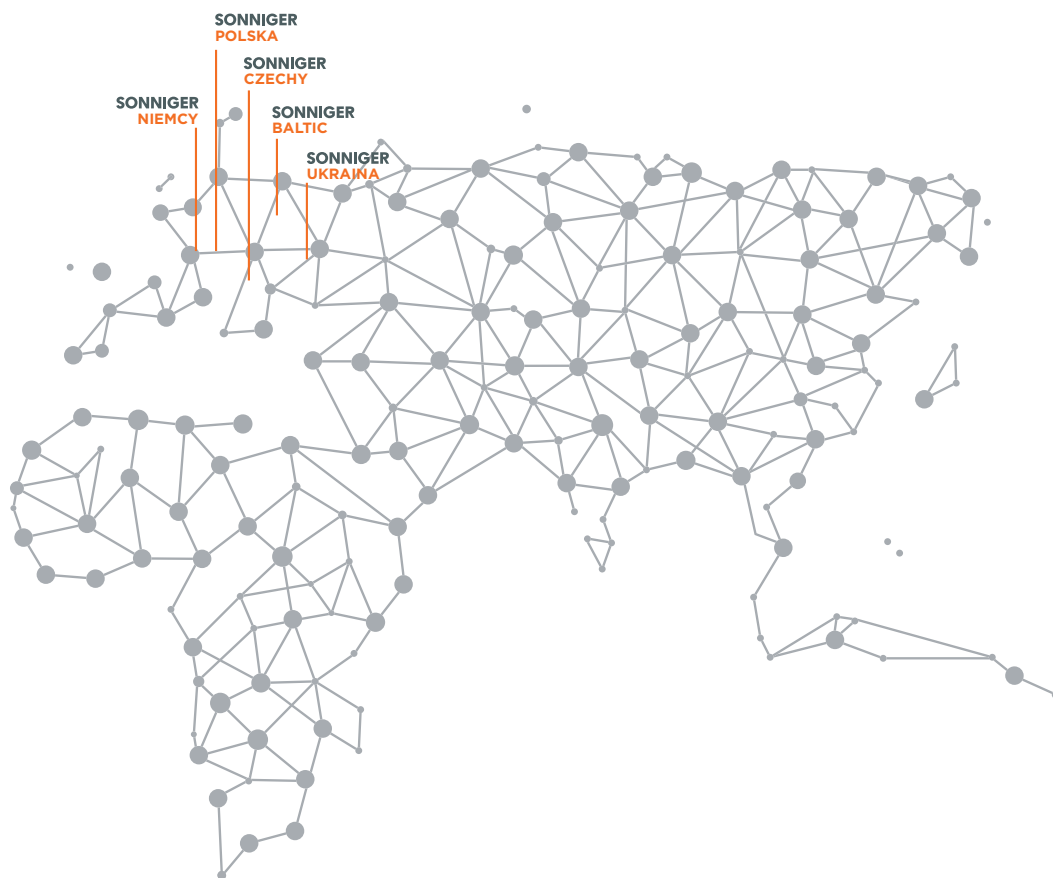 SONNIGER
POLSKA
SONNIGER
CZECHY
SONNIGER
NIEMCY
SONNIGER
BALTIC
SONNIGER
UKRAINA